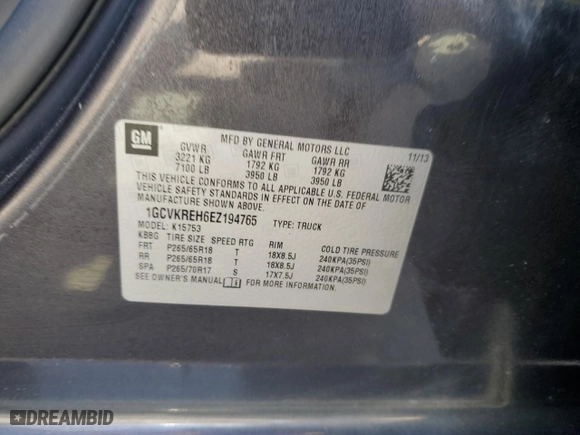 GM
MFD BY GENERAL MOTORS LLC
11/13
GVWR GAWR FRT GAWR RR
3221 KG 1792 KG 1792 KG
7100 LB 3950 LB 3950 LB
THIS VEHICLE CONFORMS TO ALL APPLICABLE U.S. FEDERAL MOTOR
VEHICLE SAFETY STANDARDS IN EFFECT ON THE DATE OF
MANUFACTURE SHOWN ABOVE.
1GCVKREH6EZ194765 TYPE: TRUCK
MODEL: K15753
KBBG TIRE SIZE SPEED RTG RIM COLD TIRE PRESSURE
FRT P265/65R18 T 18X8.5J 240KPA(35PSI)
RR P265/65R18 T 18X8.5J 240KPA(35PSI)
SPA P265/70R17 S 17X7.5J 240KPA(35PSI)
SEE OWNER'S MANUAL FOR MORE INFORMATION.
DREAMBID